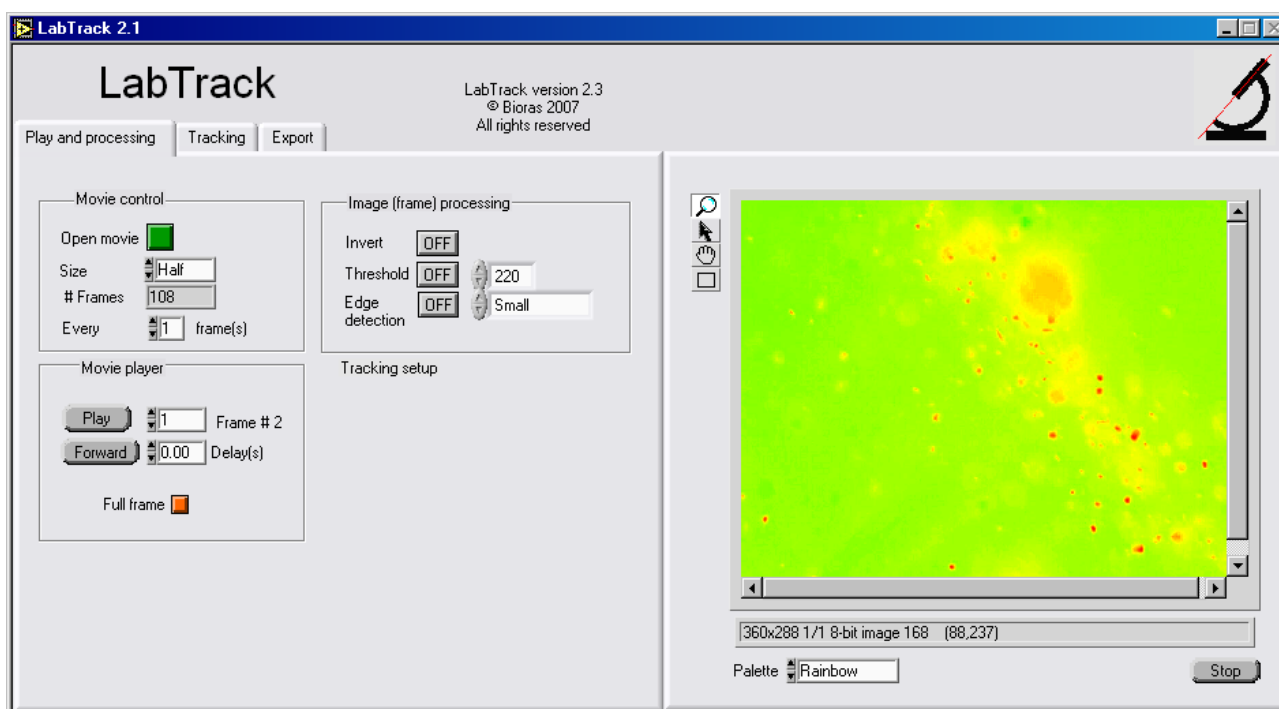 LabTrack 2.1
LabTrack
LabTrack version 2.3
© Bioras 2007
All rights reserved
Play and processing
Tracking
Export
Movie control
Open movie
Size Half
# Frames 108
Every 1 frame(s)
Image (frame) processing
Invert OFF
Threshold OFF 220
Edge detection OFF Small
Movie player
Play 1 Frame # 2
Forward 0.00 Delay(s)
Full frame
Tracking setup
360x288 1/1 8-bit image 168 (88,237)
Palette Rainbow
Stop